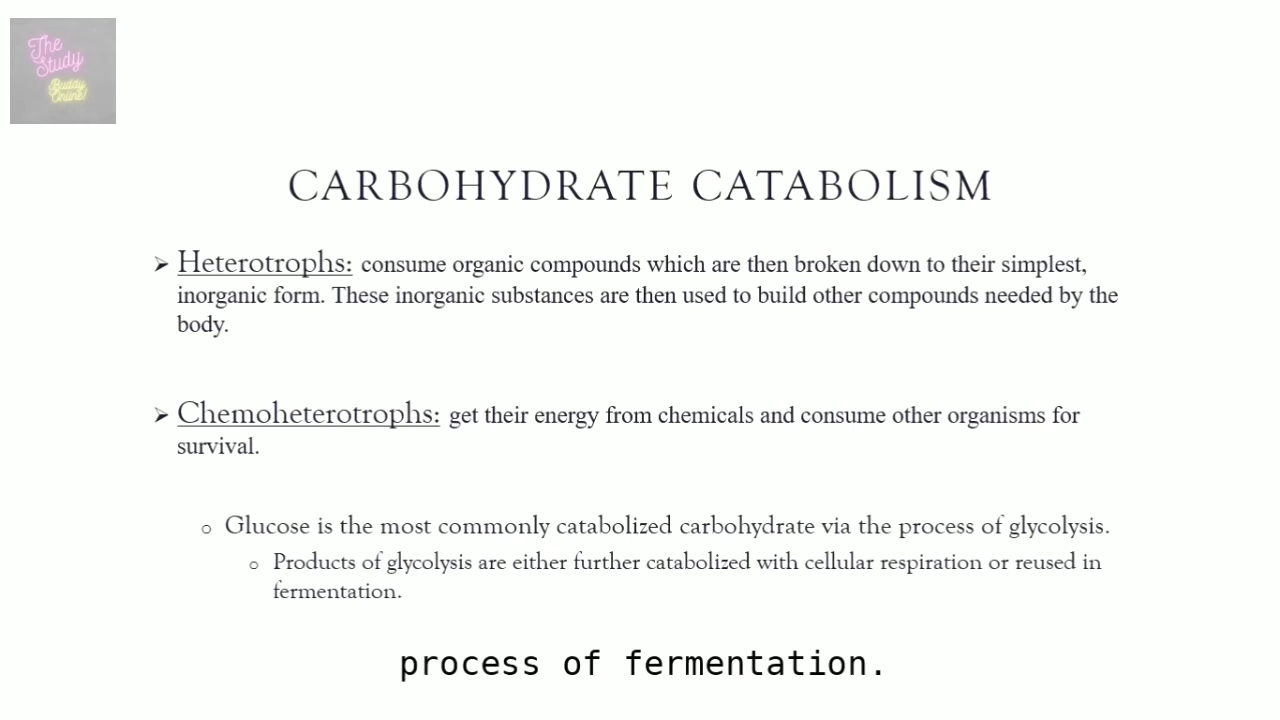 The
Study
Buddy
Online!
CARBOHYDRATE CATABOLISM
➢ Heterotrophs: consume organic compounds which are then broken down to their simplest,
inorganic form. These inorganic substances are then used to build other compounds needed by the
body.
➢ Chemoheterotrophs: get their energy from chemicals and consume other organisms for
survival.
o Glucose is the most commonly catabolized carbohydrate via the process of glycolysis.
o Products of glycolysis are either further catabolized with cellular respiration or reused in
fermentation.
process of fermentation.